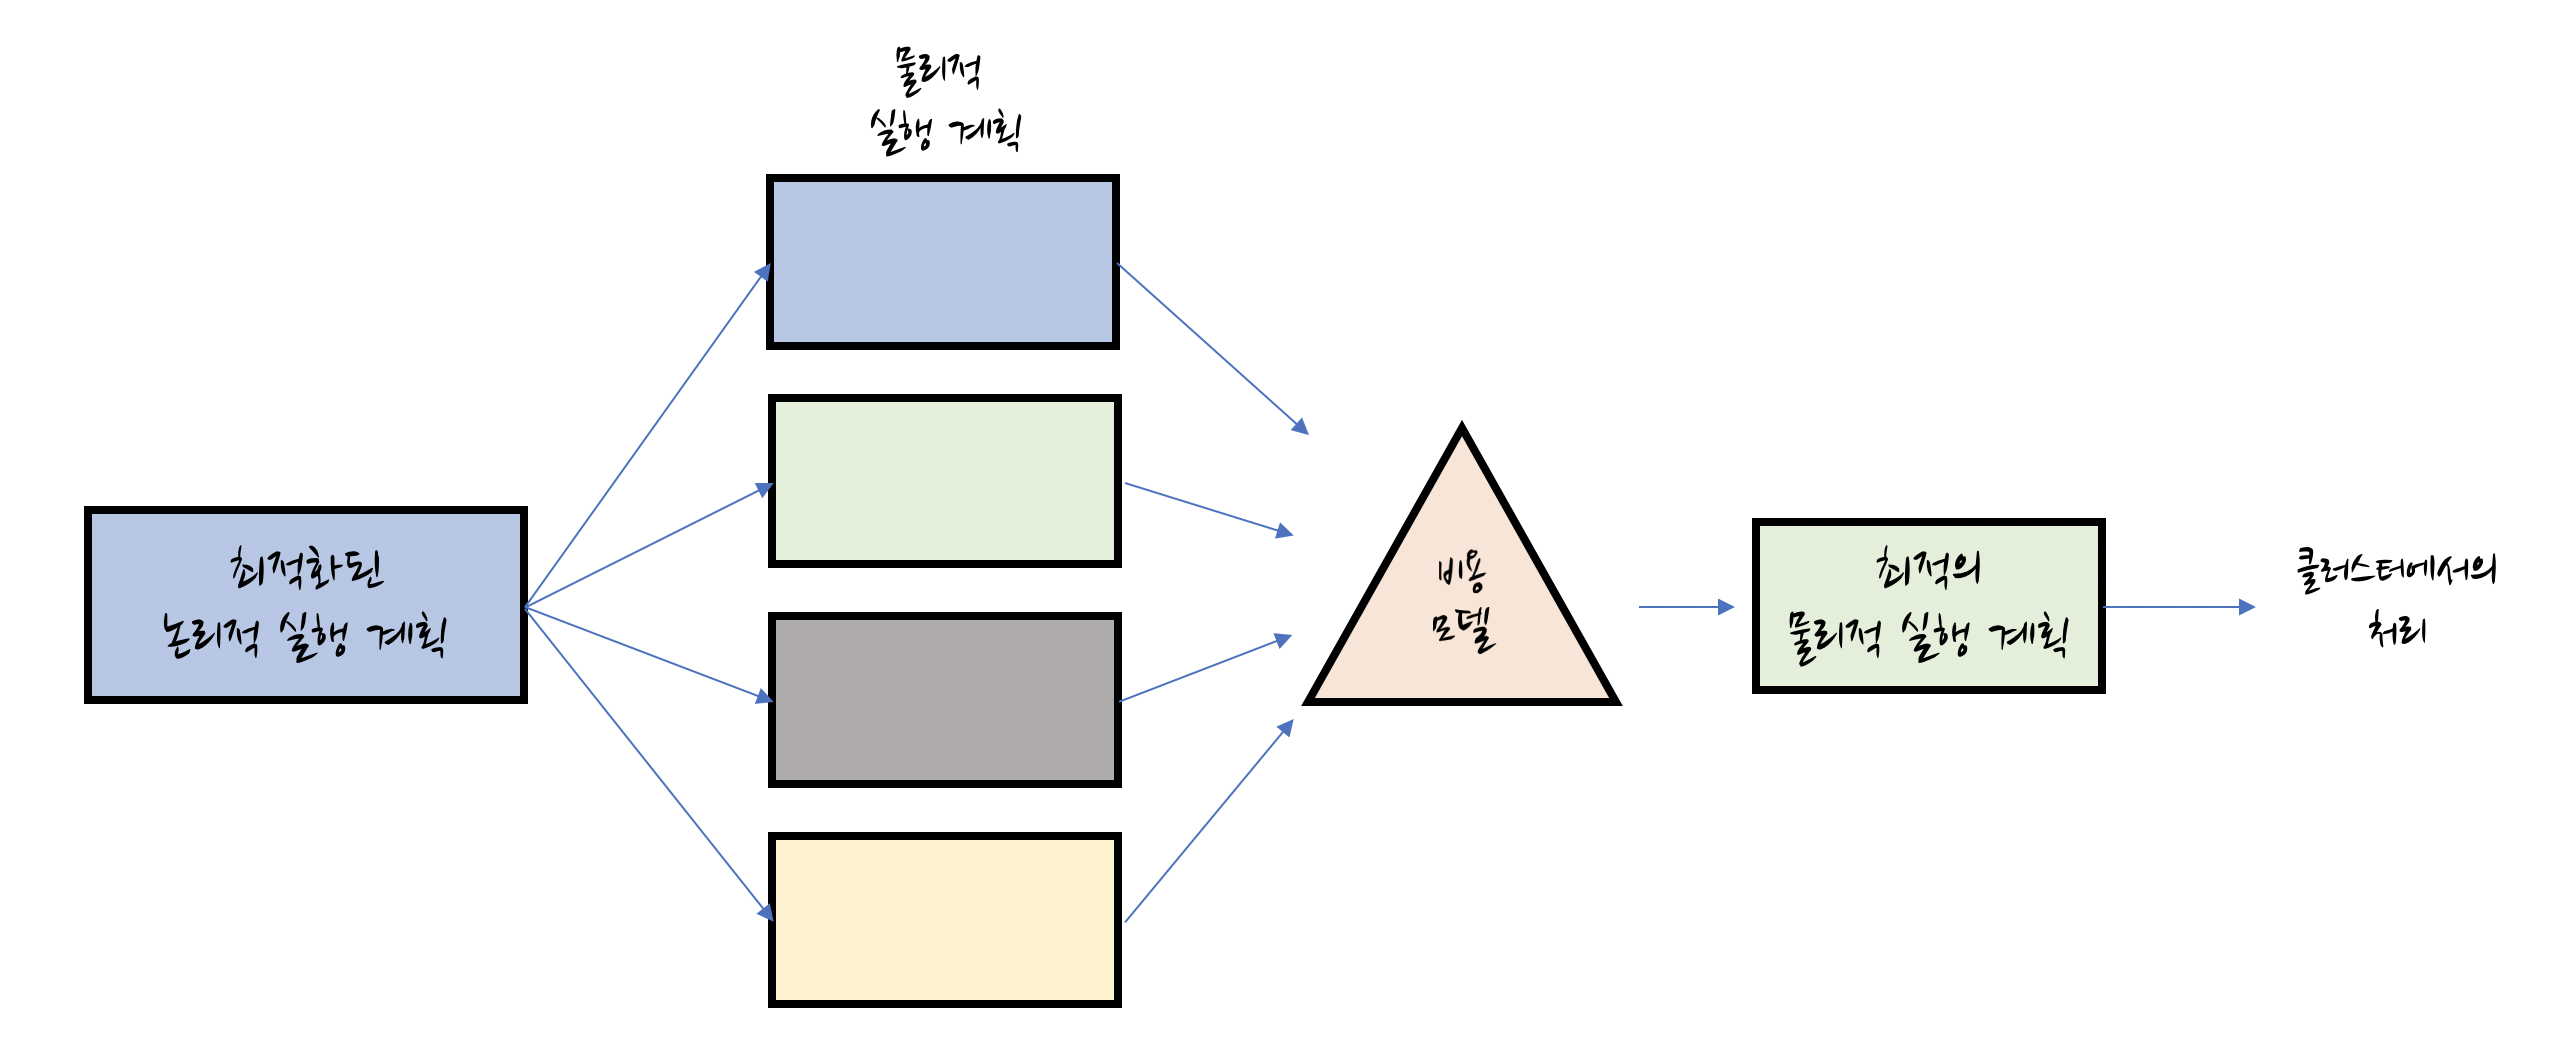 물리적
실행 계획
최적화된
논리적 실행 계획
비용
모델
최적의
물리적 실행 계획
클러스터에서의
처리